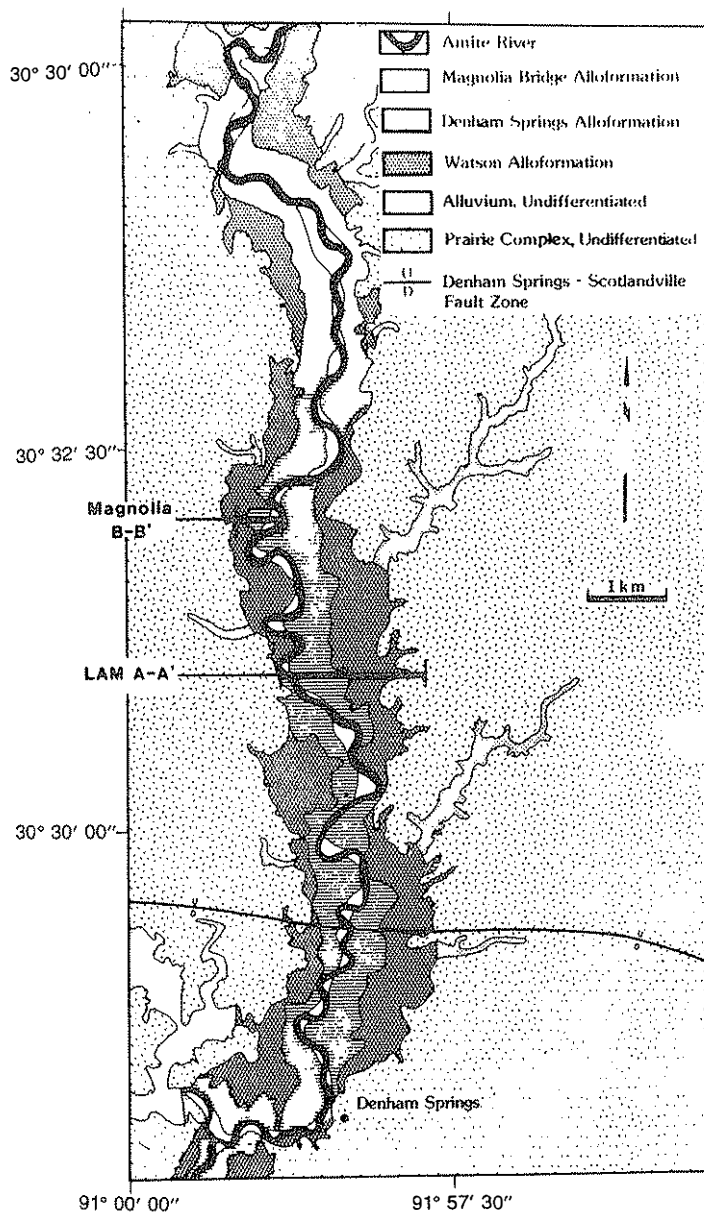 30° 30' 00"
Amite River
Magnolia Bridge Alloformation
Denham Springs Alloformation
Watson Alloformation
Alluvium, Undifferentiated
Prairie Complex, Undifferentiated
U
D
Denham Springs - Scotlandville
Fault Zone
30° 32' 30"
Magnolia
B-B'
1 km
LAM A-A'
30° 30' 00"
Denham Springs
91° 00' 00"
91° 57' 30"